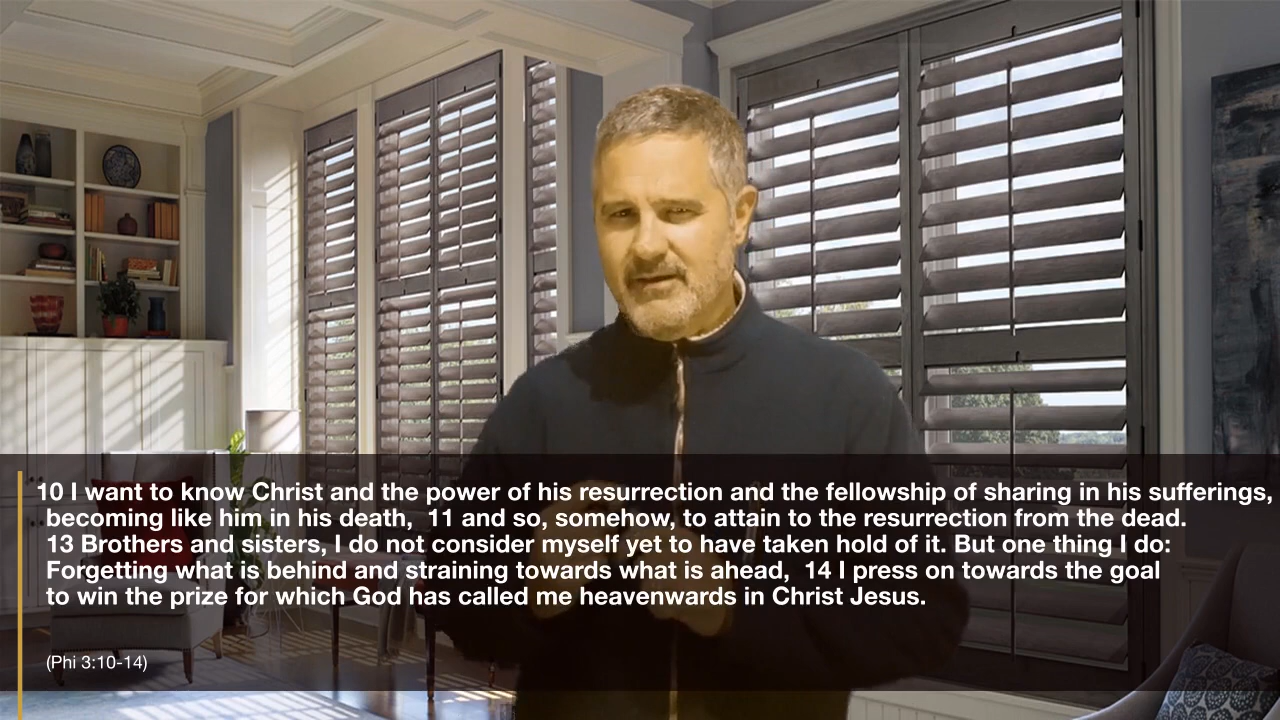 10 I want to know Christ and the power of his resurrection and the fellowship of sharing in his sufferings,
becoming like him in his death,  11 and so, somehow, to attain to the resurrection from the dead.
13 Brothers and sisters, I do not consider myself yet to have taken hold of it. But one thing I do:
Forgetting what is behind and straining towards what is ahead,  14 I press on towards the goal
to win the prize for which God has called me heavenwards in Christ Jesus.
(Phi 3:10-14)